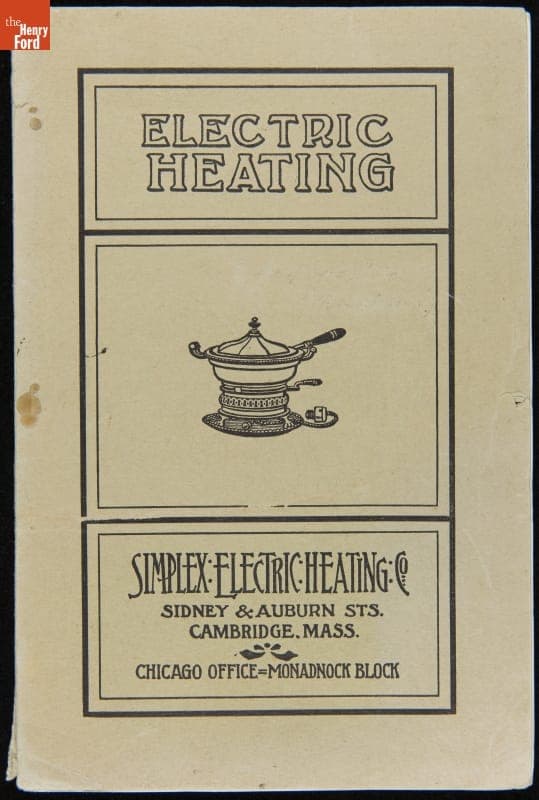 the
Henry
Ford
ELECTRIC
HEATING
SIMPLEX·ELECTRIC·HEATING·Co
SIDNEY & AUBURN STS.
CAMBRIDGE. MASS.
CHICAGO OFFICE=MONADNOCK BLOCK